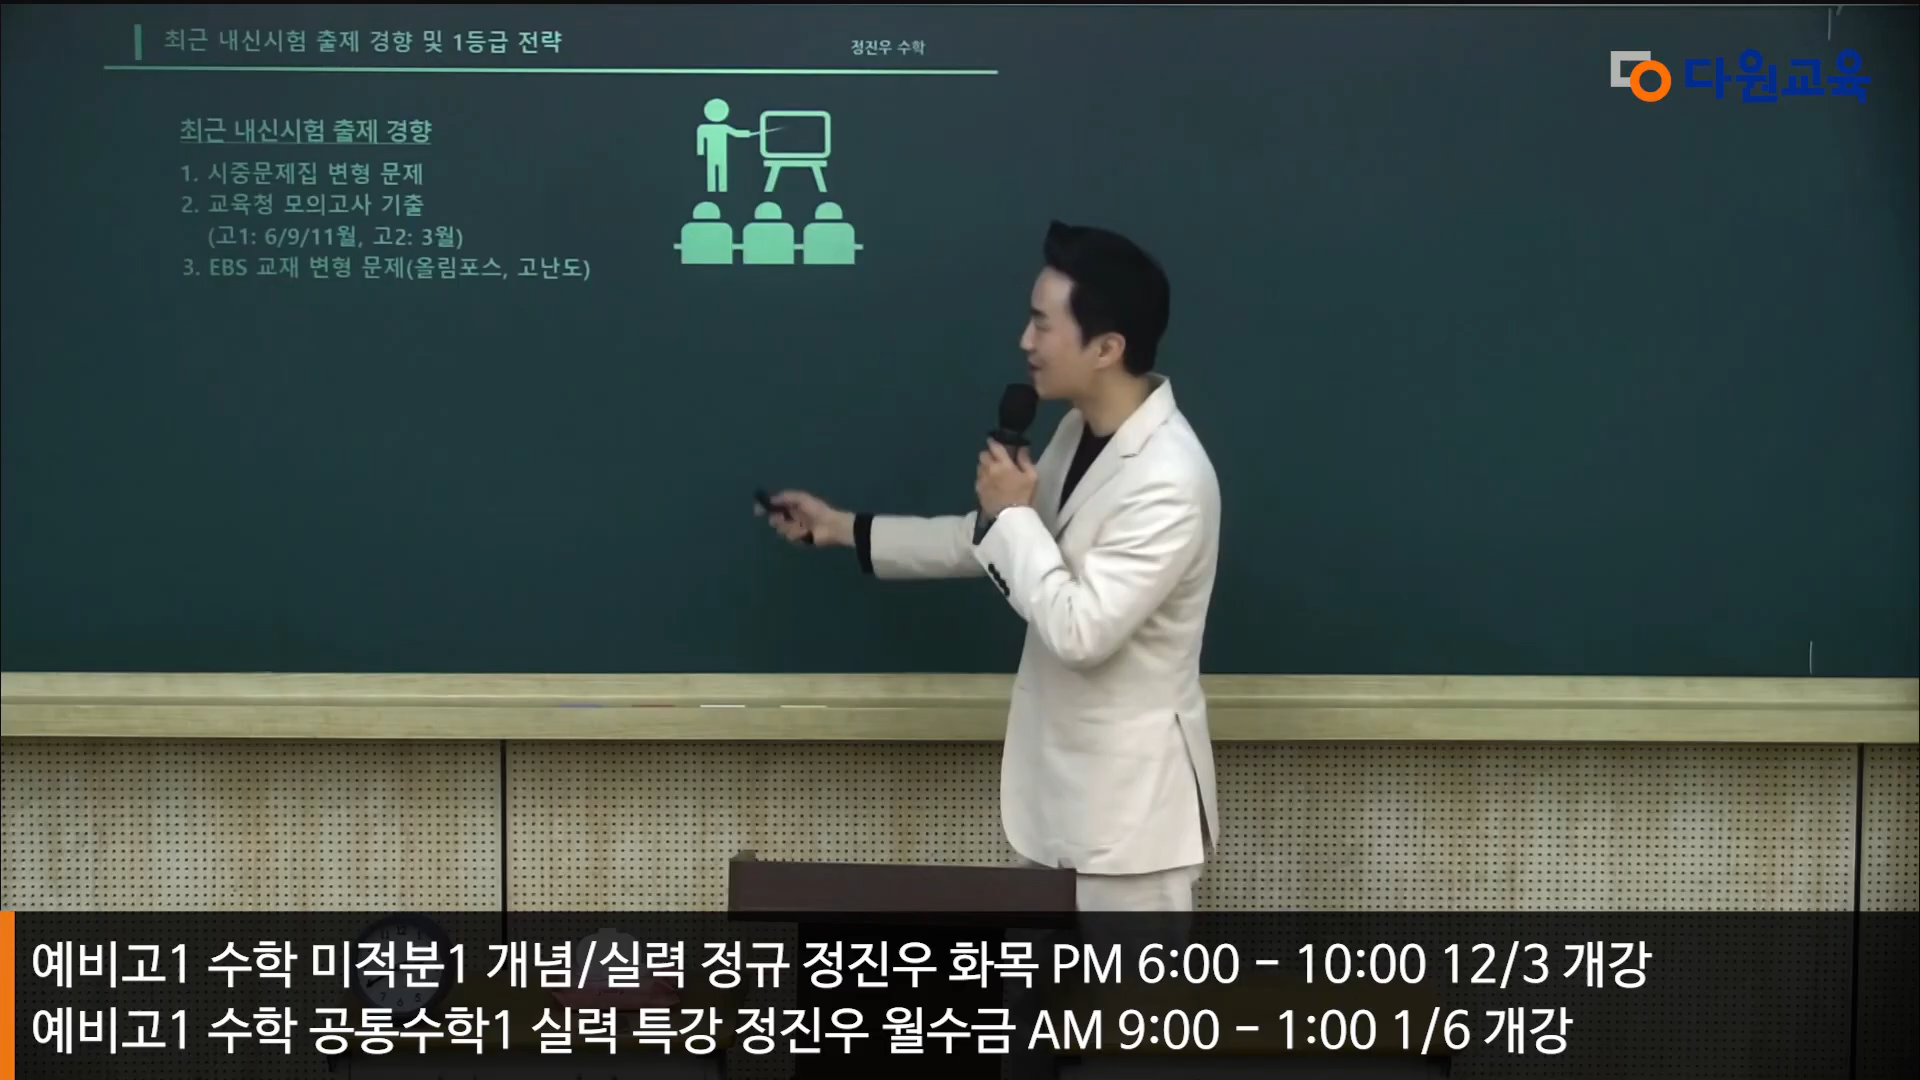 최근 내신시험 출제 경향 및 1등급 전략
정진우 수학
다원교육
최근 내신시험 출제 경향
1. 시중문제집 변형 문제
2. 교육청 모의고사 기출
(고1: 6/9/11월, 고2: 3월)
3. EBS 교재 변형 문제(올림포스, 고난도)
예비고1 수학 미적분1 개념/실력 정규 정진우 화목 PM 6:00 - 10:00 12/3 개강
예비고1 수학 공통수학1 실력 특강 정진우 월수금 AM 9:00 - 1:00 1/6 개강